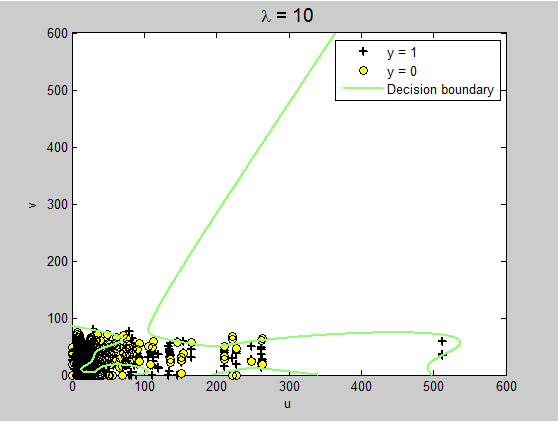 λ = 10
y = 1
y = 0
Decision boundary
600
500
400
300
200
100
0
v
0 100 200 300 400 500 600
u